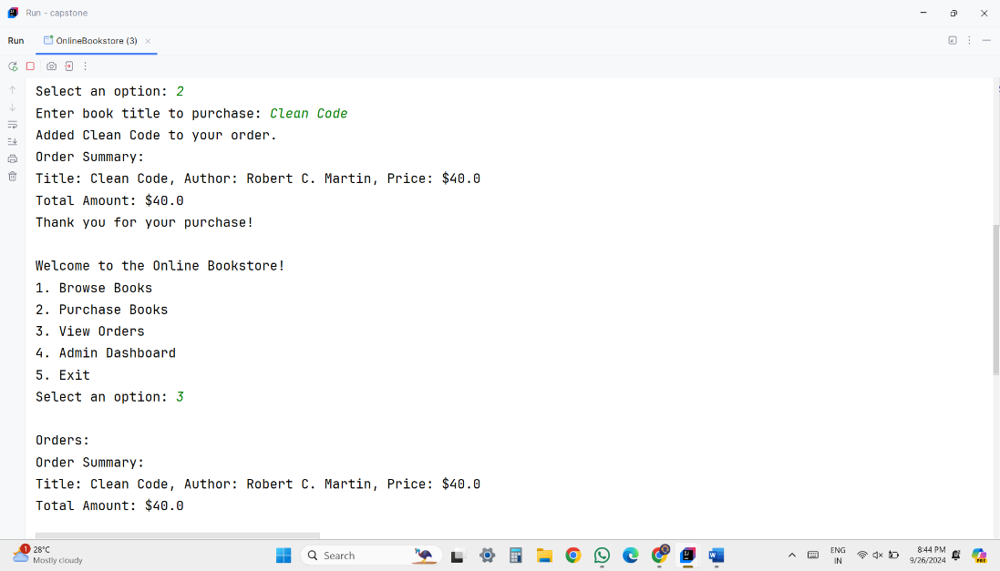 Run - capstone
Run OnlineBookstore (3)
Select an option: 2
Enter book title to purchase: Clean Code
Added Clean Code to your order.
Order Summary:
Title: Clean Code, Author: Robert C. Martin, Price: $40.0
Total Amount: $40.0
Thank you for your purchase!
Welcome to the Online Bookstore!
1. Browse Books
2. Purchase Books
3. View Orders
4. Admin Dashboard
5. Exit
Select an option: 3
Orders:
Order Summary:
Title: Clean Code, Author: Robert C. Martin, Price: $40.0
Total Amount: $40.0
1
28°C
Mostly cloudy
Search
W
ENG
IN
8:44 PM
9/26/2024
PRE